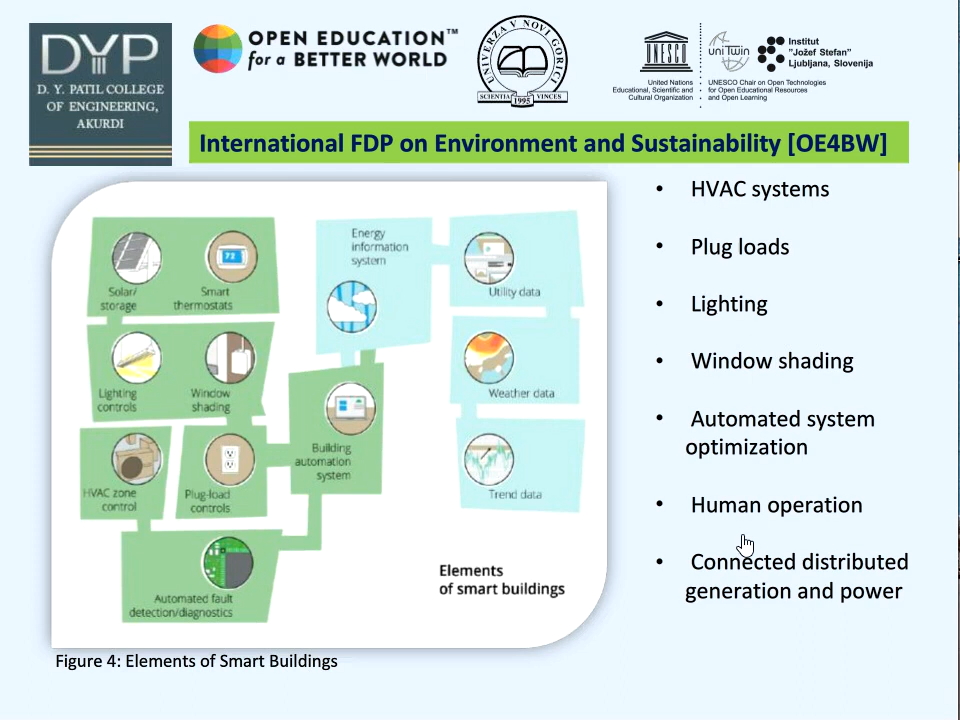 DYP
D. Y. PATIL COLLEGE
OF ENGINEERING,
AKURDI
OPEN EDUCATION™
for a BETTER WORLD
UNIVERZA V NOVI GORICI
SCIENTIA VINCES
1995
UNESCO
United Nations
Educational, Scientific and
Cultural Organization
uniTwin
UNESCO Chair on Open Technologies
for Open Educational Resources
and Open Learning
Institut
"Jožef Stefan"
Ljubljana, Slovenija
International FDP on Environment and Sustainability [OE4BW]
Solar/
storage
72
Smart
thermostats
Lighting
controls
Window
shading
HVAC zone
control
Plug-load
controls
Automated fault
detection/diagnostics
Building
automation
system
Energy
information
system
Utility data
Weather data
Trend data
Elements
of smart buildings
Figure 4: Elements of Smart Buildings
• HVAC systems
• Plug loads
• Lighting
• Window shading
• Automated system
optimization
• Human operation
• Connected distributed
generation and power